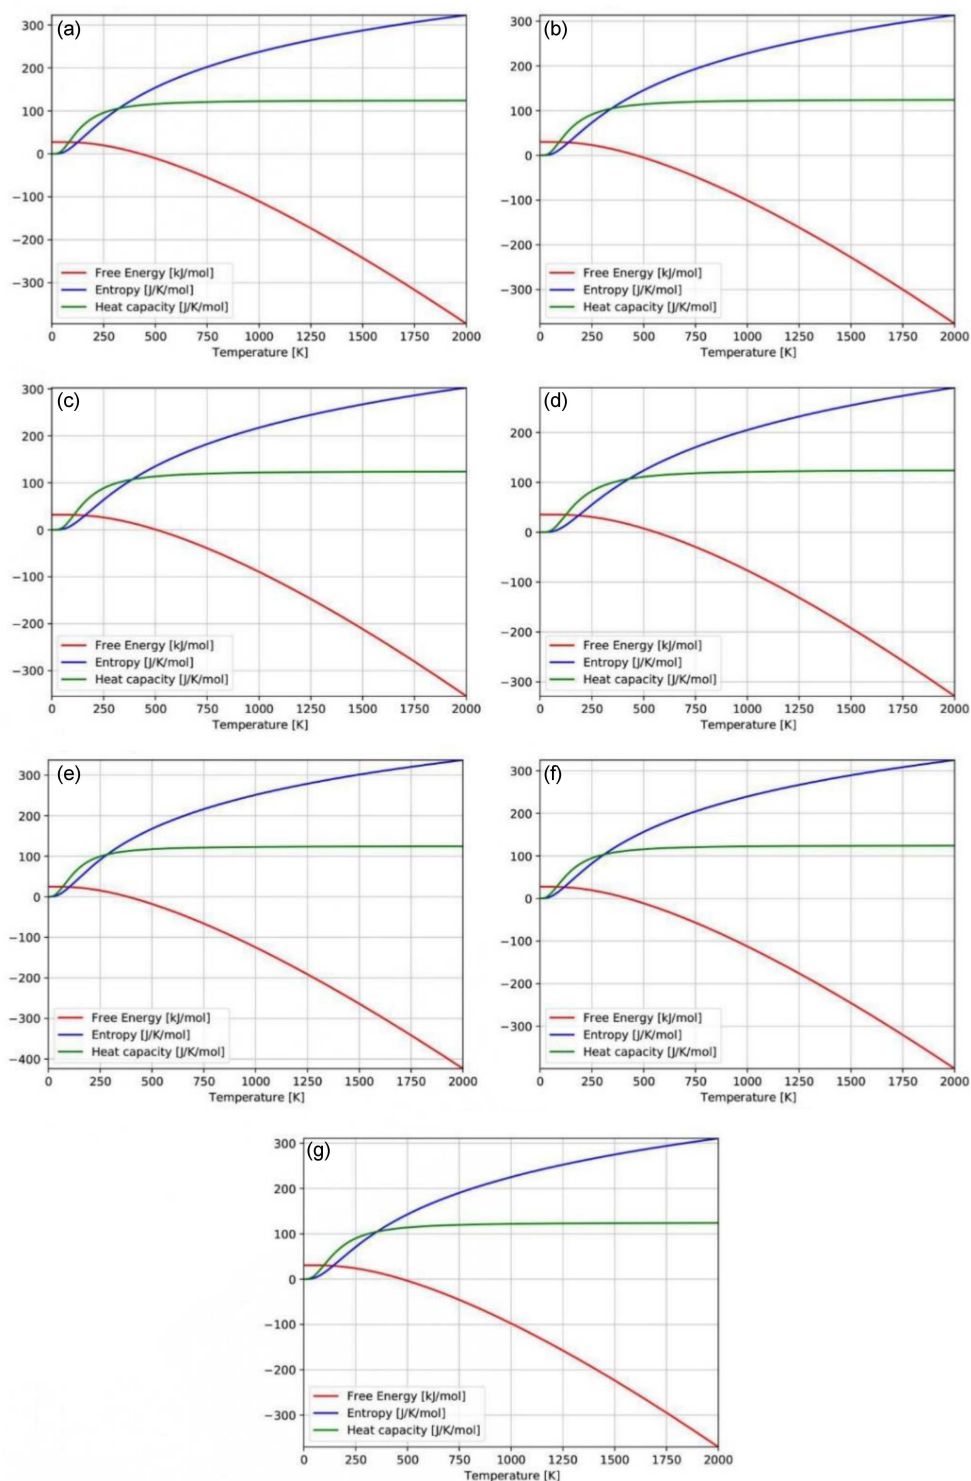 (a)
300
200
100
0
−100
−200
−300
Free Energy [kJ/mol]
Entropy [J/K/mol]
Heat capacity [J/K/mol]
0 250 500 750 1000 1250 1500 1750 2000
Temperature [K]
(b)
300
200
100
0
−100
−200
−300
Free Energy [kJ/mol]
Entropy [J/K/mol]
Heat capacity [J/K/mol]
0 250 500 750 1000 1250 1500 1750 2000
Temperature [K]
(c)
300
200
100
0
−100
−200
−300
Free Energy [kJ/mol]
Entropy [J/K/mol]
Heat capacity [J/K/mol]
0 250 500 750 1000 1250 1500 1750 2000
Temperature [K]
(d)
200
100
0
−100
−200
−300
Free Energy [kJ/mol]
Entropy [J/K/mol]
Heat capacity [J/K/mol]
0 250 500 750 1000 1250 1500 1750 2000
Temperature [K]
(e)
300
200
100
0
−100
−200
−300
−400
Free Energy [kJ/mol]
Entropy [J/K/mol]
Heat capacity [J/K/mol]
0 250 500 750 1000 1250 1500 1750 2000
Temperature [K]
(f)
300
200
100
0
−100
−200
−300
Free Energy [kJ/mol]
Entropy [J/K/mol]
Heat capacity [J/K/mol]
0 250 500 750 1000 1250 1500 1750 2000
Temperature [K]
(g)
300
200
100
0
−100
−200
−300
Free Energy [kJ/mol]
Entropy [J/K/mol]
Heat capacity [J/K/mol]
0 250 500 750 1000 1250 1500 1750 2000
Temperature [K]